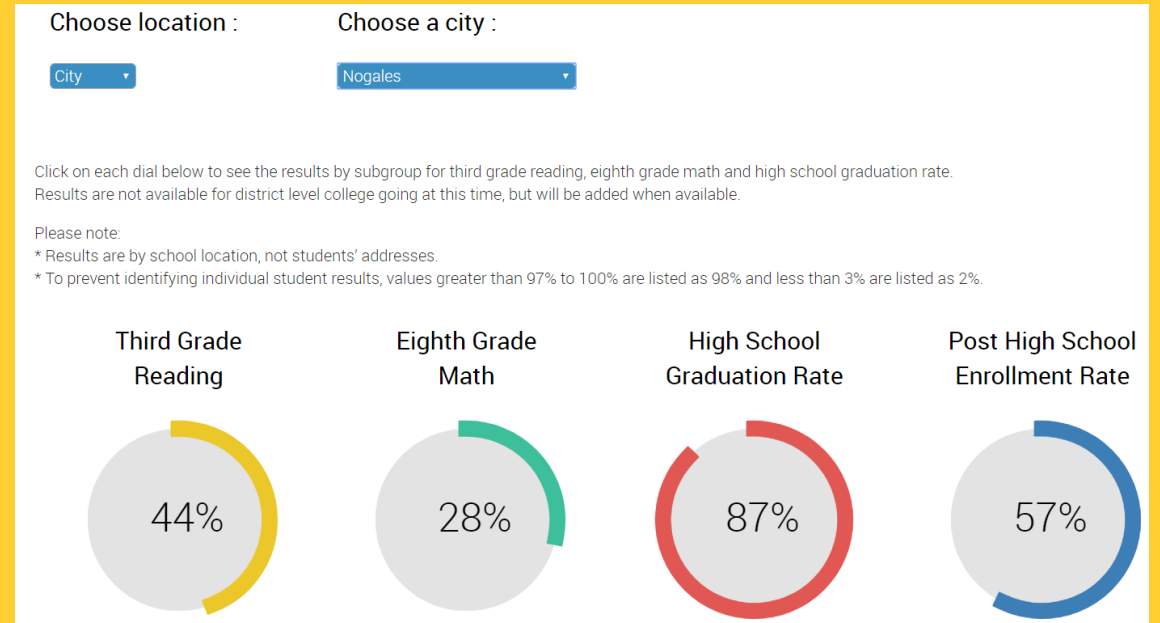 Choose location :
Choose a city :
City
Nogales
Click on each dial below to see the results by subgroup for third grade reading, eighth grade math and high school graduation rate.
Results are not available for district level college going at this time, but will be added when available.
Please note:
* Results are by school location, not students’ addresses.
* To prevent identifying individual student results, values greater than 97% to 100% are listed as 98% and less than 3% are listed as 2%.
Third Grade
Reading
44%
Eighth Grade
Math
28%
High School
Graduation Rate
87%
Post High School
Enrollment Rate
57%